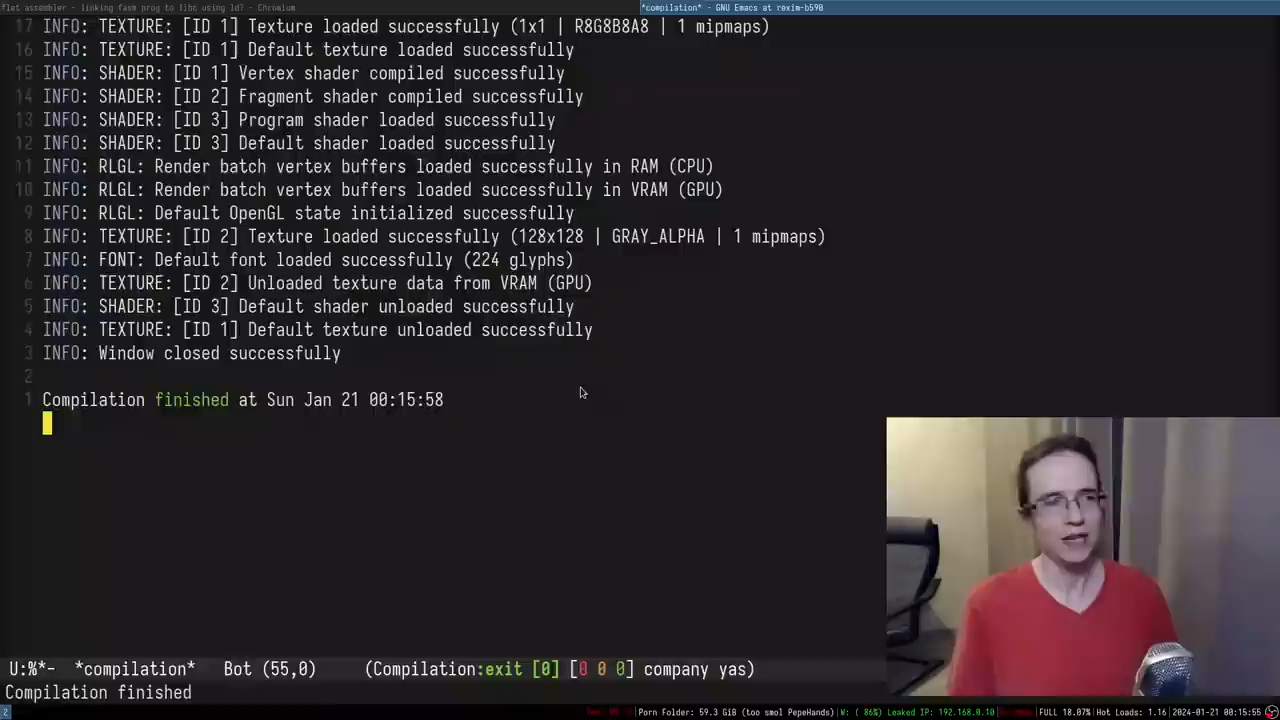 flat assembler - linking fasm prog to libc using ld? - Chromium
*compilation* - GNU Emacs at rexim-b590
17 INFO: TEXTURE: [ID 1] Texture loaded successfully (1x1 | R8G8B8A8 | 1 mipmaps)
16 INFO: TEXTURE: [ID 1] Default texture loaded successfully
15 INFO: SHADER: [ID 1] Vertex shader compiled successfully
14 INFO: SHADER: [ID 2] Fragment shader compiled successfully
13 INFO: SHADER: [ID 3] Program shader loaded successfully
12 INFO: SHADER: [ID 3] Default shader loaded successfully
11 INFO: RLGL: Render batch vertex buffers loaded successfully in RAM (CPU)
10 INFO: RLGL: Render batch vertex buffers loaded successfully in VRAM (GPU)
9 INFO: RLGL: Default OpenGL state initialized successfully
8 INFO: TEXTURE: [ID 2] Texture loaded successfully (128x128 | GRAY_ALPHA | 1 mipmaps)
7 INFO: FONT: Default font loaded successfully (224 glyphs)
6 INFO: TEXTURE: [ID 2] Unloaded texture data from VRAM (GPU)
5 INFO: SHADER: [ID 3] Default shader unloaded successfully
4 INFO: TEXTURE: [ID 1] Default texture unloaded successfully
3 INFO: Window closed successfully
2
1 Compilation finished at Sun Jan 21 00:15:58
U:%*- *compilation* Bot (55,0) (Compilation:exit [0] [0 0 0] company yas)
Compilation finished
2 Porn Folder: 59.3 GiB (too smol PepeHands) W: ( 86%) Leaked IP: 192.168.0.10 FULL 18.07% Hot Loads: 1.16 2024-01-21 00:15:55